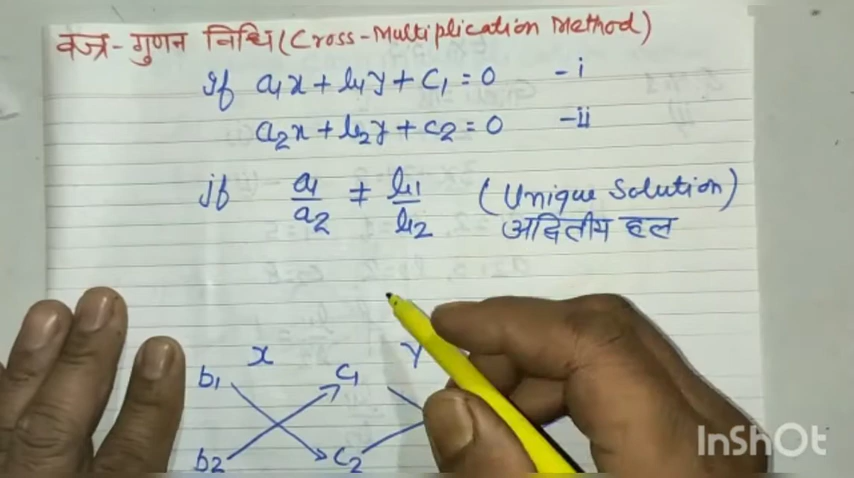 वज्र-गुणन विधि (Cross-Multiplication Method)
If a₁x + b₁y + c₁ = 0 - i
a₂x + b₂y + c₂ = 0 - ii
if a₁/a₂ ≠ b₁/b₂ (Unique Solution)
अद्वितीय हल
x y
b₁ c₁
b₂ c₂
InShOt